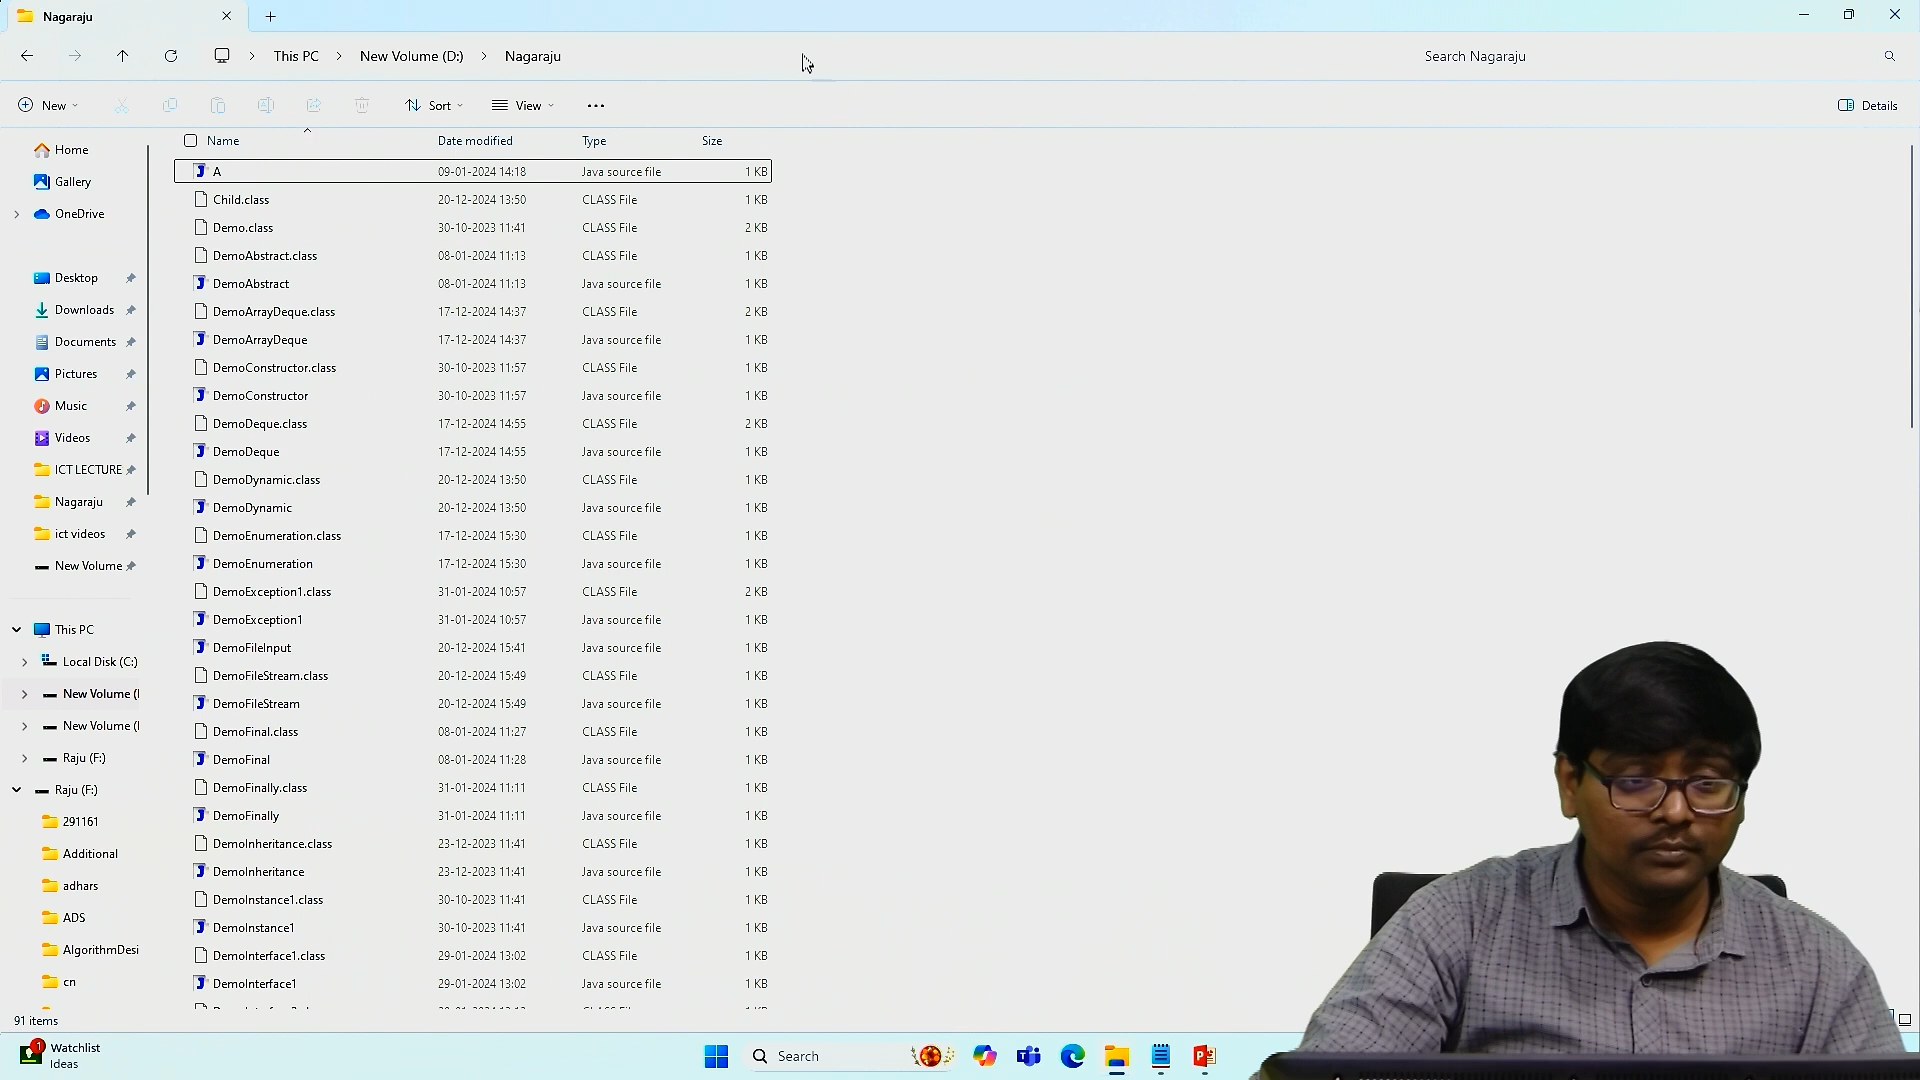 Nagaraju
This PC > New Volume (D:) > Nagaraju
Search Nagaraju
New Sort View ... Details
Name Date modified Type Size
A 09-01-2024 14:18 Java source file 1 KB
Child.class 20-12-2024 13:50 CLASS File 1 KB
Demo.class 30-10-2023 11:41 CLASS File 2 KB
DemoAbstract.class 08-01-2024 11:13 CLASS File 1 KB
DemoAbstract 08-01-2024 11:13 Java source file 1 KB
DemoArrayDeque.class 17-12-2024 14:37 CLASS File 2 KB
DemoArrayDeque 17-12-2024 14:37 Java source file 1 KB
DemoConstructor.class 30-10-2023 11:57 CLASS File 1 KB
DemoConstructor 30-10-2023 11:57 Java source file 1 KB
DemoDeque.class 17-12-2024 14:55 CLASS File 2 KB
DemoDeque 17-12-2024 14:55 Java source file 1 KB
DemoDynamic.class 20-12-2024 13:50 CLASS File 1 KB
DemoDynamic 20-12-2024 13:50 Java source file 1 KB
DemoEnumeration.class 17-12-2024 15:30 CLASS File 1 KB
DemoEnumeration 17-12-2024 15:30 Java source file 1 KB
DemoException1.class 31-01-2024 10:57 CLASS File 2 KB
DemoException1 31-01-2024 10:57 Java source file 1 KB
DemoFileInput 20-12-2024 15:41 Java source file 1 KB
DemoFileStream.class 20-12-2024 15:49 CLASS File 1 KB
DemoFileStream 20-12-2024 15:49 Java source file 1 KB
DemoFinal.class 08-01-2024 11:27 CLASS File 1 KB
DemoFinal 08-01-2024 11:28 Java source file 1 KB
DemoFinally.class 31-01-2024 11:11 CLASS File 1 KB
DemoFinally 31-01-2024 11:11 Java source file 1 KB
DemoInheritance.class 23-12-2023 11:41 CLASS File 1 KB
DemoInheritance 23-12-2023 11:41 Java source file 1 KB
DemoInstance1.class 30-10-2023 11:41 CLASS File 1 KB
DemoInstance1 30-10-2023 11:41 Java source file 1 KB
DemoInterface1.class 29-01-2024 13:02 CLASS File 1 KB
DemoInterface1 29-01-2024 13:02 Java source file 1 KB
Home
Gallery
OneDrive
Desktop
Downloads
Documents
Pictures
Music
Videos
ICT LECTURE
Nagaraju
ict videos
New Volume
This PC
Local Disk (C:)
New Volume (
New Volume (
Raju (F:)
Raju (F:)
291161
Additional
adhars
ADS
AlgorithmDesi
cn
91 items
1
Watchlist
Ideas
Search